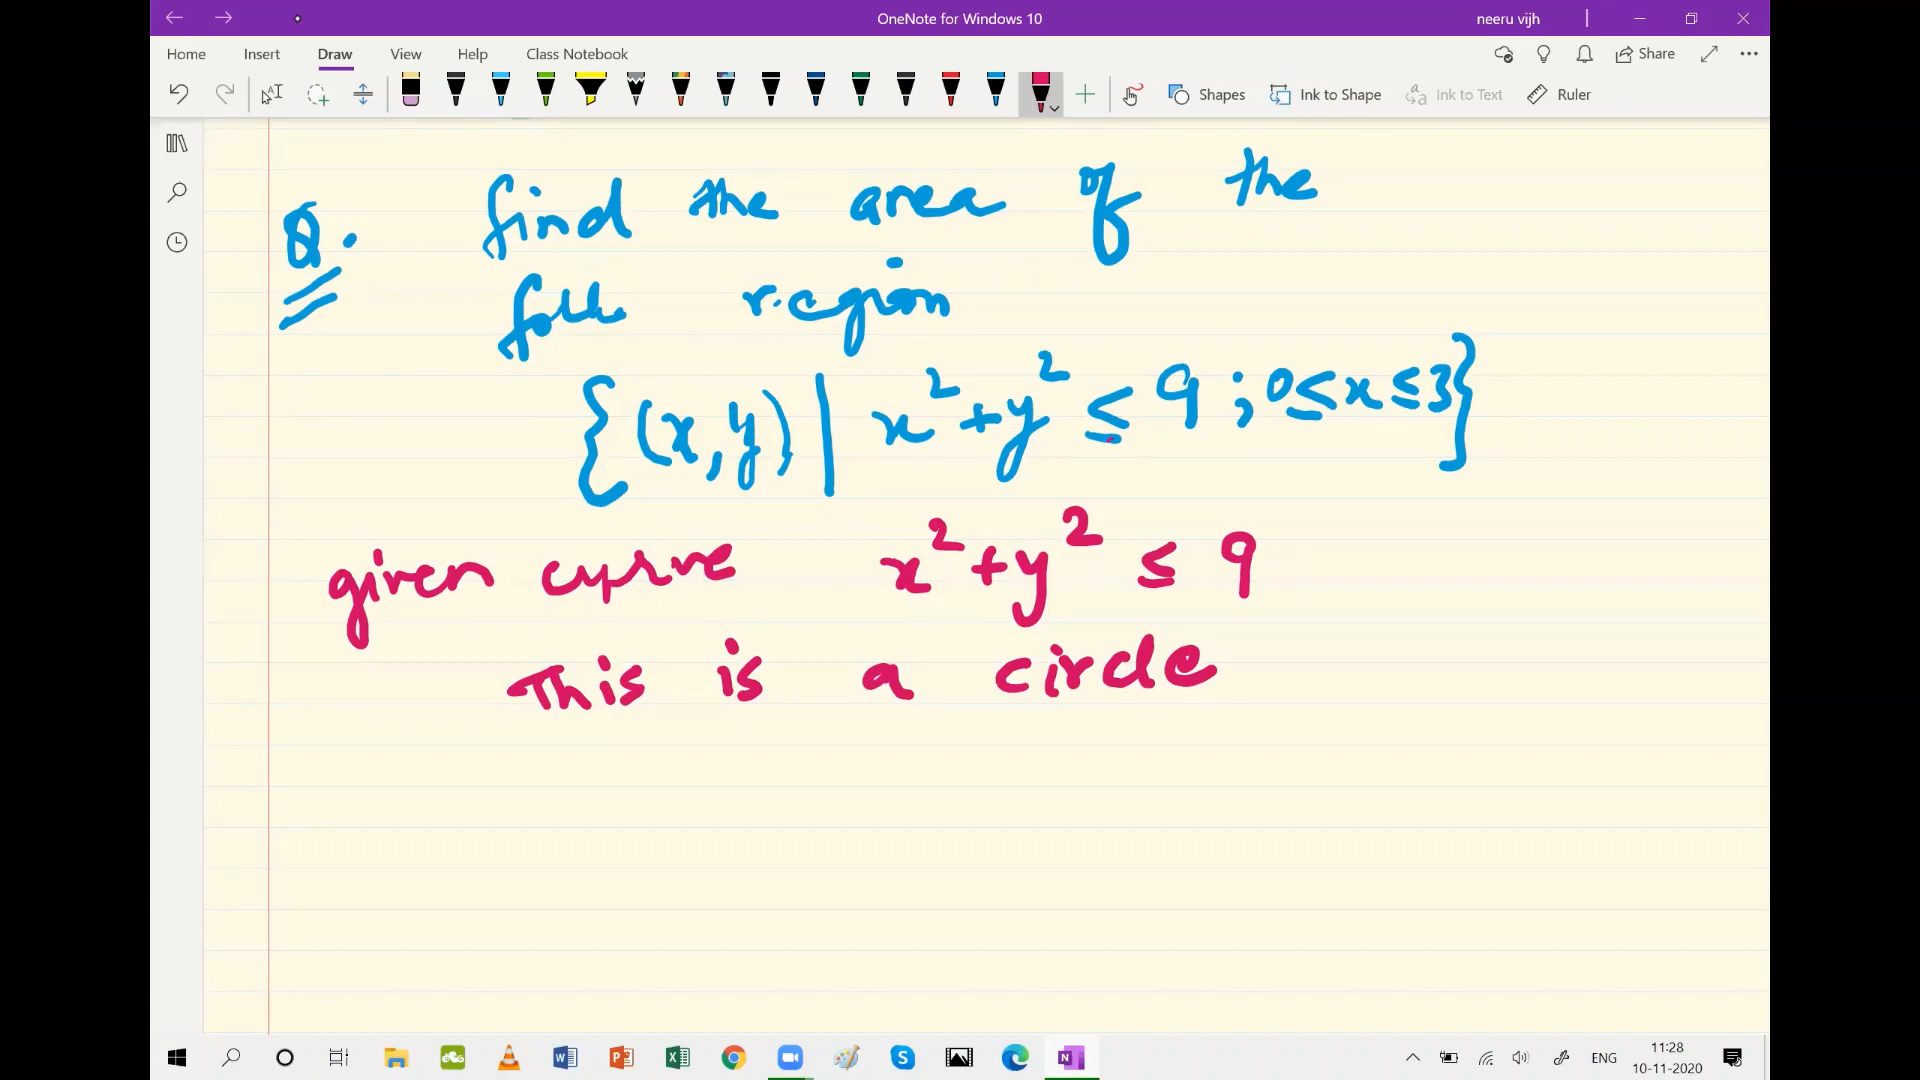 OneNote for Windows 10
neeru vijh
Home Insert Draw View Help Class Notebook
Share
Shapes Ink to Shape Ink to Text Ruler
Q. find the area of the
region
{(x,y)| x²+y² ≤ 9 ; 0≤x≤3}
given curve x²+y² ≤ 9
This is a circle
ENG
11:28
10-11-2020